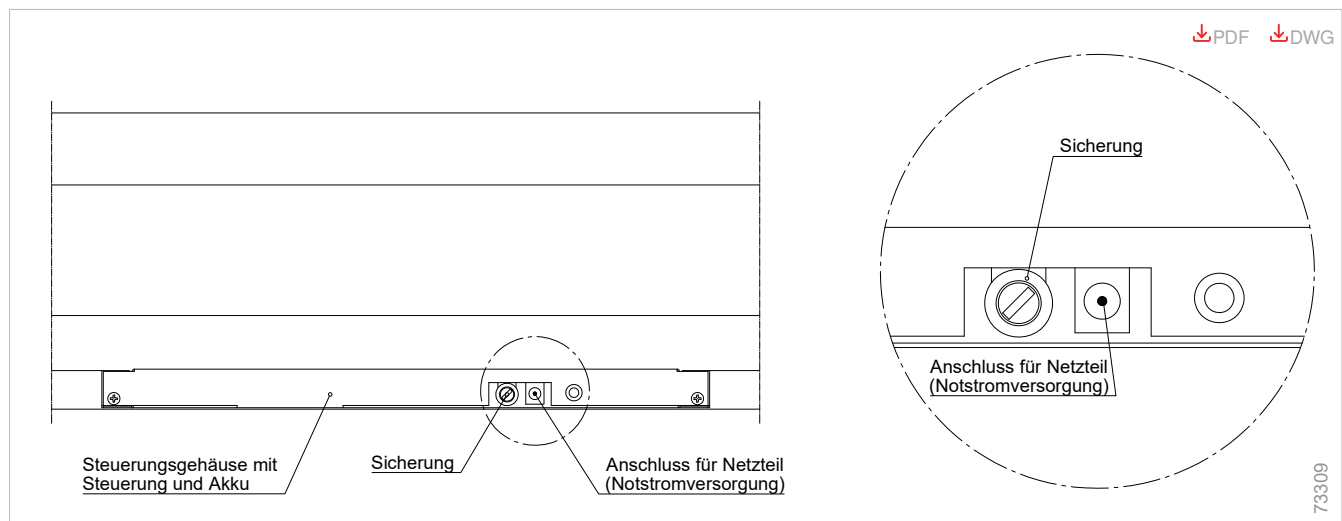 PDF DWG
Sicherung
Anschluss für Netzteil
(Notstromversorgung)
Steuerungsgehäuse mit
Steuerung und Akku
Sicherung
Anschluss für Netzteil
(Notstromversorgung)
73309